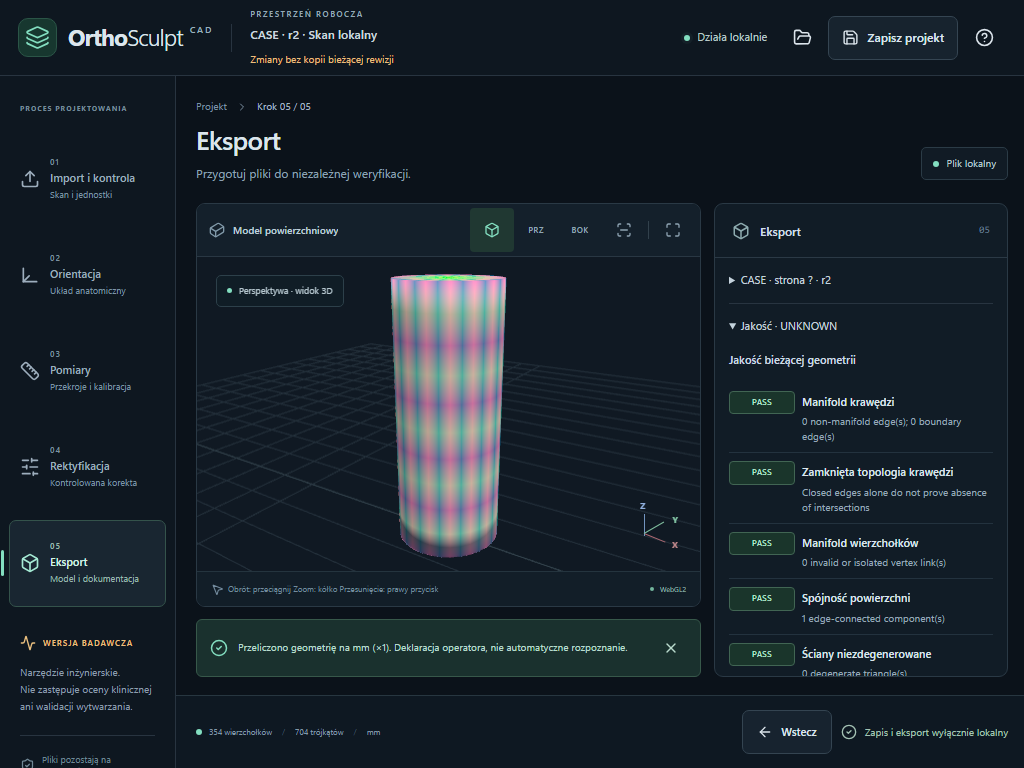 OrthoSculpt CAD
PRZESTRZEŃ ROBOCZA
CASE · r2 · Skan lokalny
Zmiany bez kopii bieżącej rewizji
Działa lokalnie
Zapisz projekt
PROCES PROJEKTOWANIA
01
Import i kontrola
Skan i jednostki
02
Orientacja
Układ anatomiczny
03
Pomiary
Przekroje i kalibracja
04
Rektyfikacja
Kontrolowana korekta
05
Eksport
Model i dokumentacja
WERSJA BADAWCZA
Narzędzie inżynierskie.
Nie zastępuje oceny klinicznej
ani walidacji wytwarzania.
Pliki pozostają na
Projekt > Krok 05 / 05
Eksport
Przygotuj pliki do niezależnej weryfikacji.
Plik lokalny
Model powierzchniowy
PRZ
BOK
Perspektywa · widok 3D
Z
Y
X
Obrót: przeciągnij Zoom: kółko Przesunięcie: prawy przycisk
WebGL2
Przeliczono geometrię na mm (×1). Deklaracja operatora, nie automatyczne rozpoznanie.
Eksport
05
CASE · strona ? · r2
Jakość · UNKNOWN
Jakość bieżącej geometrii
PASS
Manifold krawędzi
0 non-manifold edge(s); 0 boundary
edge(s)
PASS
Zamknięta topologia krawędzi
Closed edges alone do not prove absence
of intersections
PASS
Manifold wierzchołków
0 invalid or isolated vertex link(s)
PASS
Spójność powierzchni
1 edge-connected component(s)
PASS
Ściany niezdegenerowane
0 degenerate triangle(s)
354 wierzchołków / 704 trójkątów / mm
Wstecz
Zapis i eksport wyłącznie lokalny